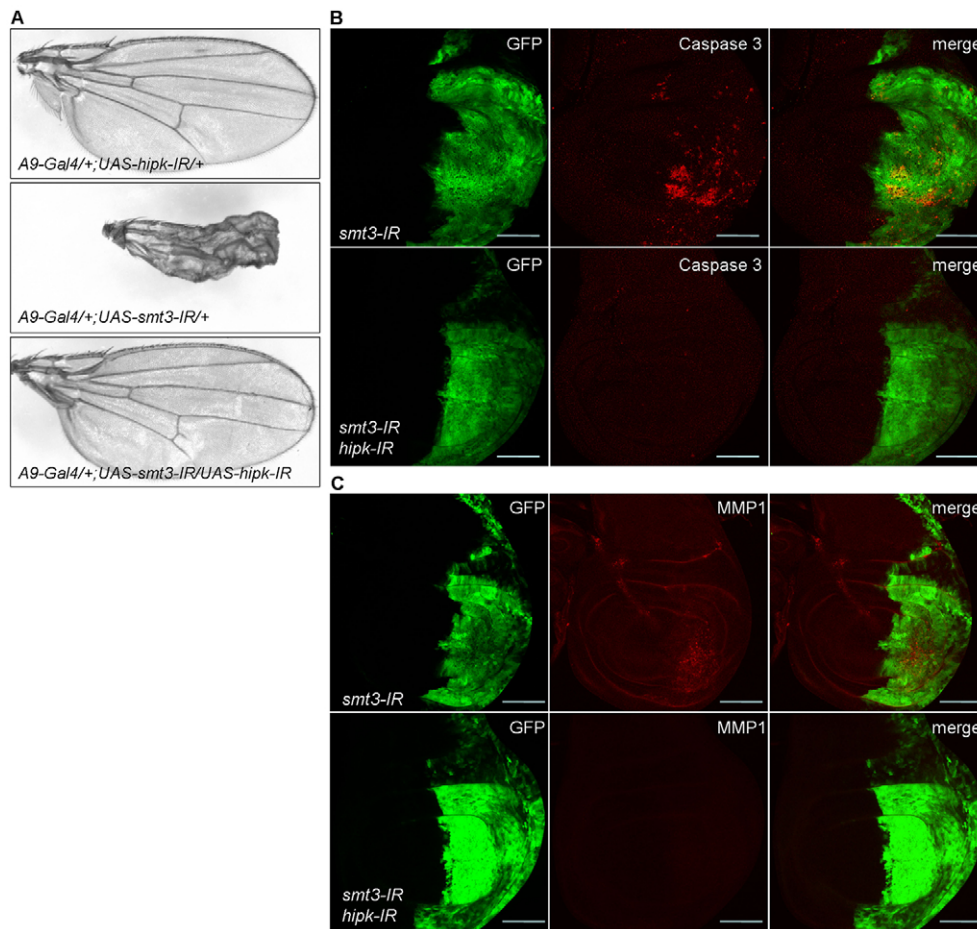 A
A9-Gal4/+;UAS-hipk-IR/+
A9-Gal4/+;UAS-smt3-IR/+
A9-Gal4/+;UAS-smt3-IR/UAS-hipk-IR
B
GFP
Caspase 3
merge
smt3-IR
GFP
Caspase 3
merge
smt3-IR
hipk-IR
C
GFP
MMP1
merge
smt3-IR
GFP
MMP1
merge
smt3-IR
hipk-IR